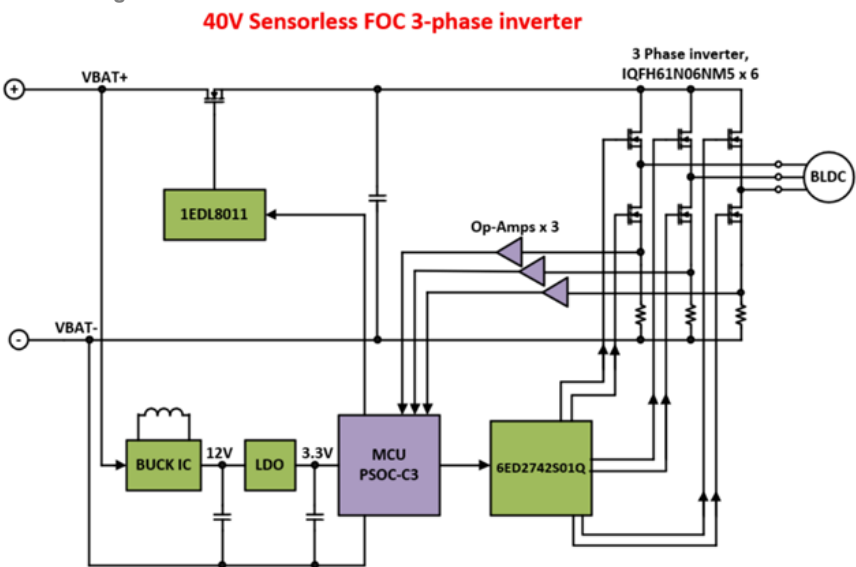 40V Sensorless FOC 3-phase inverter
3 Phase inverter,
IQFH61N06NM5 x 6
VBAT+
+
1EDL8011
BLDC
Op-Amps x 3
VBAT-
-
BUCK IC
12V
LDO
3.3V
MCU
PSOC-C3
6ED2742S01Q